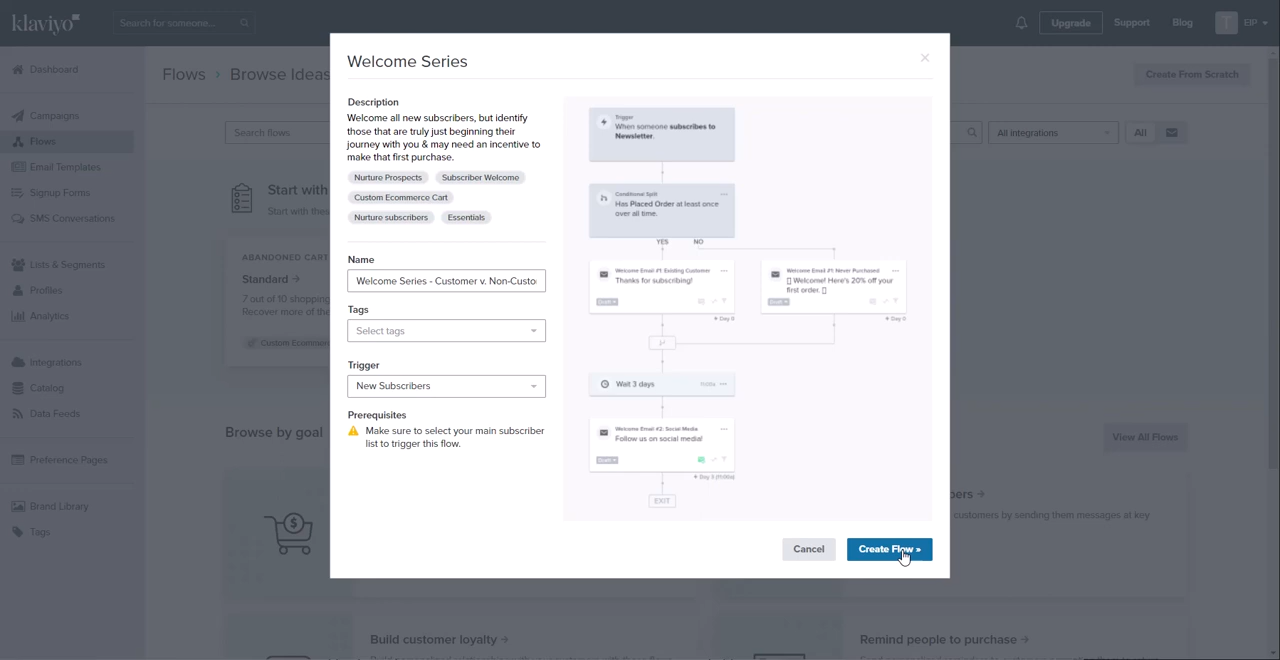 klaviyo
Search for someone...
Upgrade
Support
Blog
T
EIP
Dashboard
Campaigns
Flows
Email Templates
Signup Forms
SMS Conversations
Lists & Segments
Profiles
Analytics
Integrations
Catalog
Data Feeds
Preference Pages
Brand Library
Tags
Flows › Browse Ideas
Create From Scratch
Search flows
All integrations
All
Start with
Start with these
ABANDONED CART
Standard →
7 out of 10 shopping
Recover more of the
Custom Ecommerc
Browse by goal
View All Flows
bers →
customers by sending them messages at key
Build customer loyalty →
Remind people to purchase →
Welcome Series
×
Description
Welcome all new subscribers, but identify
those that are truly just beginning their
journey with you & may need an incentive to
make that first purchase.
Nurture Prospects
Subscriber Welcome
Custom Ecommerce Cart
Nurture subscribers
Essentials
Name
Welcome Series - Customer v. Non-Custo
Tags
Select tags
Trigger
New Subscribers
Prerequisites
Make sure to select your main subscriber
list to trigger this flow.
Trigger
When someone subscribes to
Newsletter.
Conditional Split
Has Placed Order at least once
over all time.
YES
NO
Welcome Email #1: Existing Customer
Thanks for subscribing!
Draft
Day 0
Welcome Email #1: Never Purchased
Welcome! Here's 20% off your
first order.
Draft
Day 0
Wait 3 days
Welcome Email #2: Social Media
Follow us on social media!
Draft
EXIT
Cancel
Create Flow »